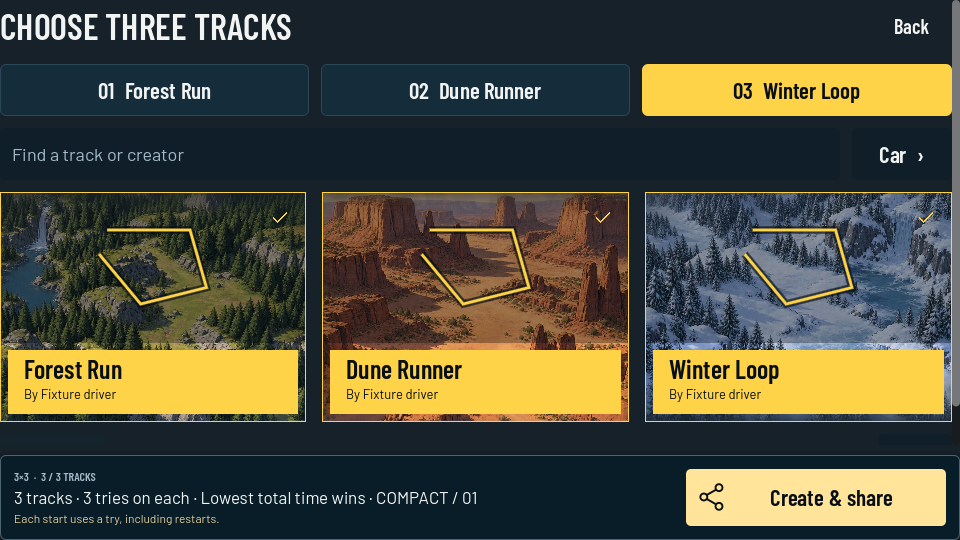 CHOOSE THREE TRACKS
Back
01 Forest Run
02 Dune Runner
03 Winter Loop
Find a track or creator
Car ›
Forest Run
By Fixture driver
Dune Runner
By Fixture driver
Winter Loop
By Fixture driver
3×3 · 3 / 3 TRACKS
3 tracks · 3 tries on each · Lowest total time wins · COMPACT / 01
Each start uses a try, including restarts.
Create & share